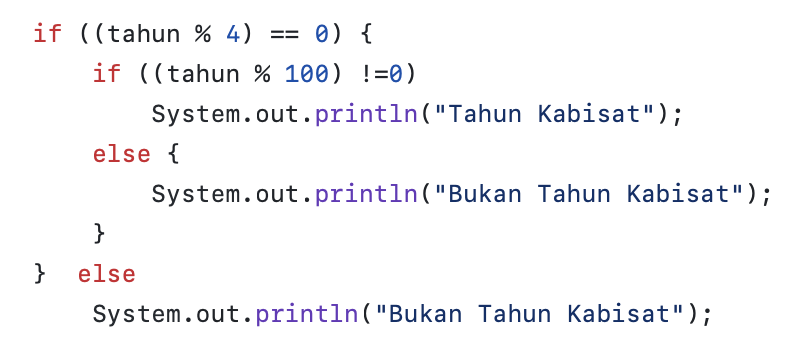 if ((tahun % 4) == 0) {
    if ((tahun % 100) !=0)
        System.out.println("Tahun Kabisat");
    else {
        System.out.println("Bukan Tahun Kabisat");
    }
}  else
    System.out.println("Bukan Tahun Kabisat");